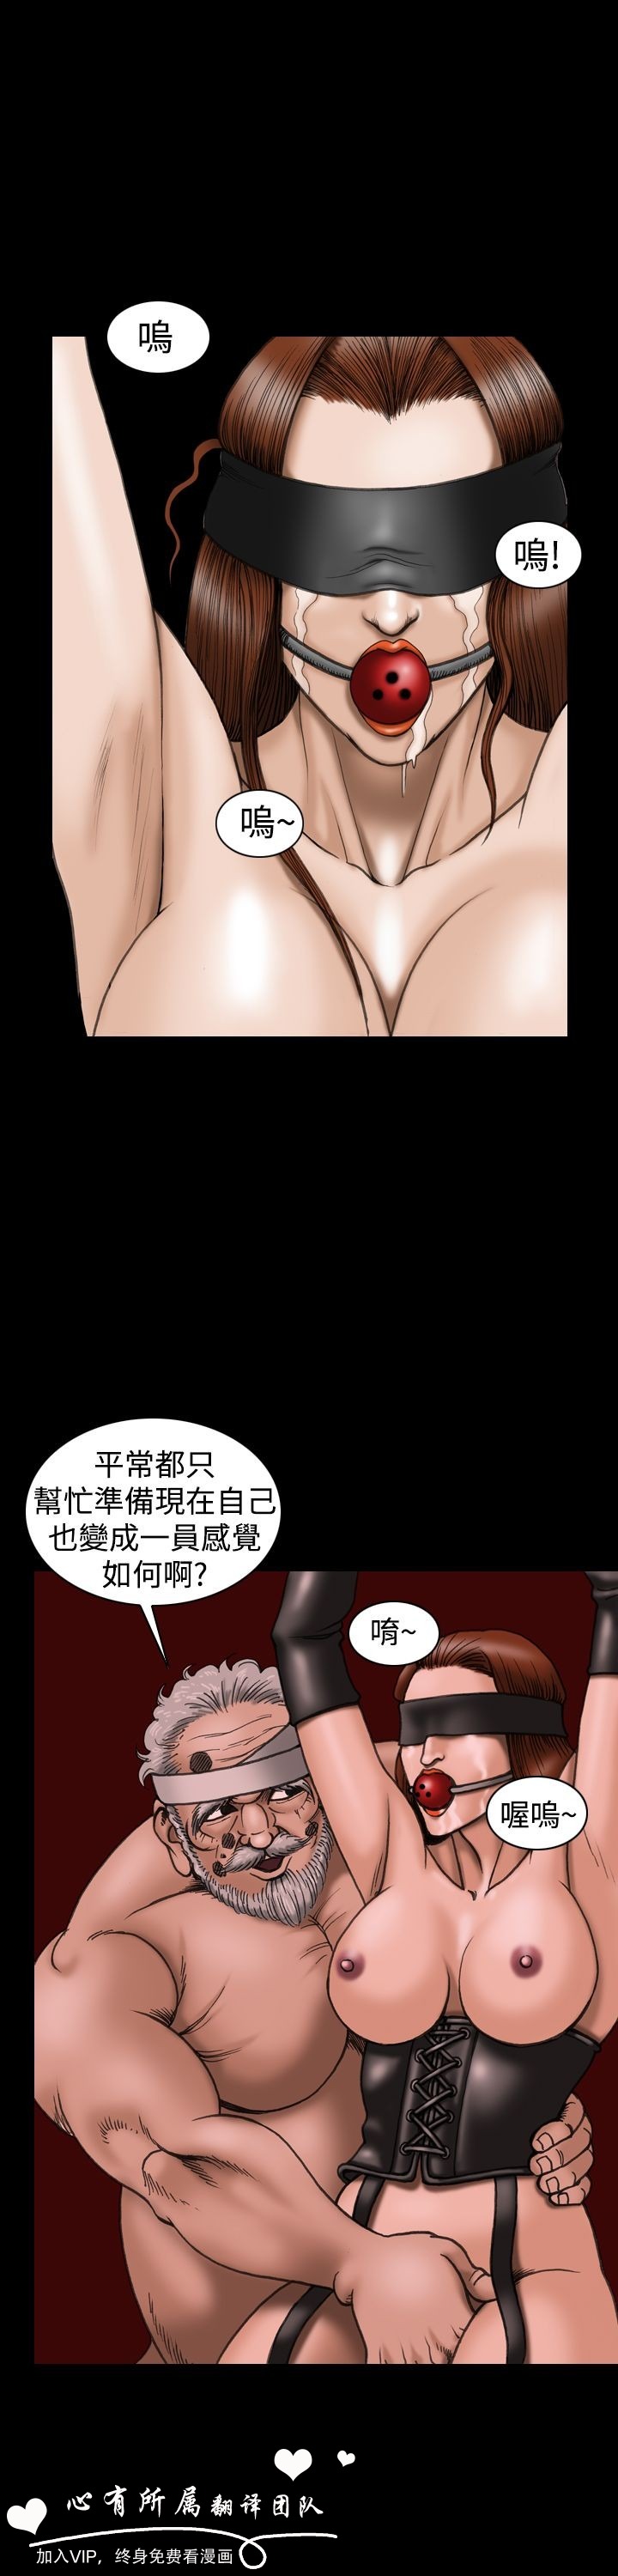 嗚
嗚!
嗚~
平常都只
幫忙準備現在自己
也變成一員感覺
如何啊?
唷~
喔嗚~
心有所属翻译团队
加入VIP，终身免费看漫画